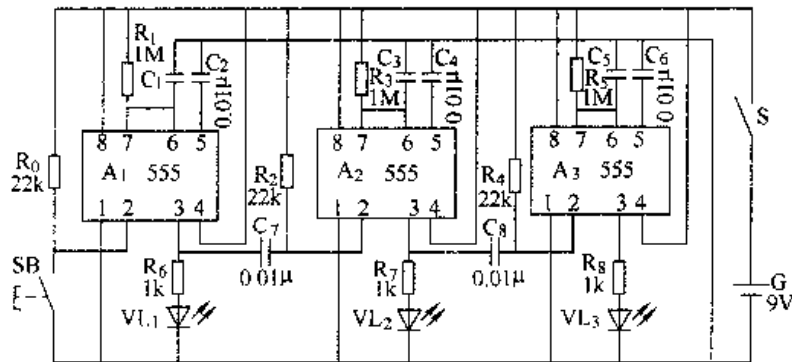 R1
1M
C1
C2
0.01μ
R3
1M
C3
C4
0.01μ
R5
1M
C5
C6
0.01μ
S
8 7 6 5
A1 555
1 2 3 4
8 7 6 5
A2 555
1 2 3 4
8 7 6 5
A3 555
1 2 3 4
R0
22k
R2
22k
R4
22k
C7
0.01μ
C8
0.01μ
SB
R6
1k
R7
1k
R8
1k
G
9V
VL1
VL2
VL3